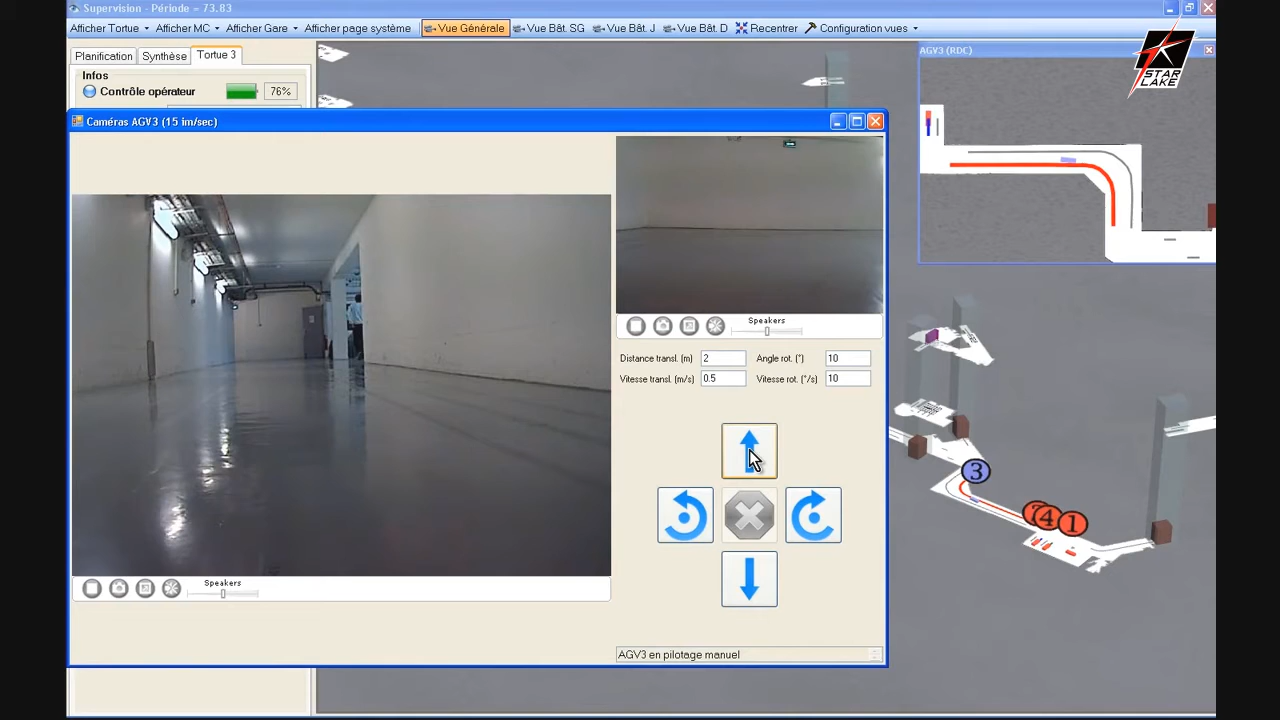 Supervision - Période = 73.83
Afficher Tortue Afficher MC Afficher Gare Afficher page système Vue Générale Vue Bât. SG Vue Bât. J Vue Bât. D Recentrer Configuration vues
Planification Synthèse Tortue 3
Infos
Contrôle opérateur 76%
AGV3 (RDC)
STAR
LAKE
Caméras AGV3 (15 im/sec)
Speakers
Distance transl. (m) 2 Angle rot. (°) 10
Vitesse transl. (m/s) 0.5 Vitesse rot. (°/s) 10
Speakers
AGV3 en pilotage manuel
3
4
1